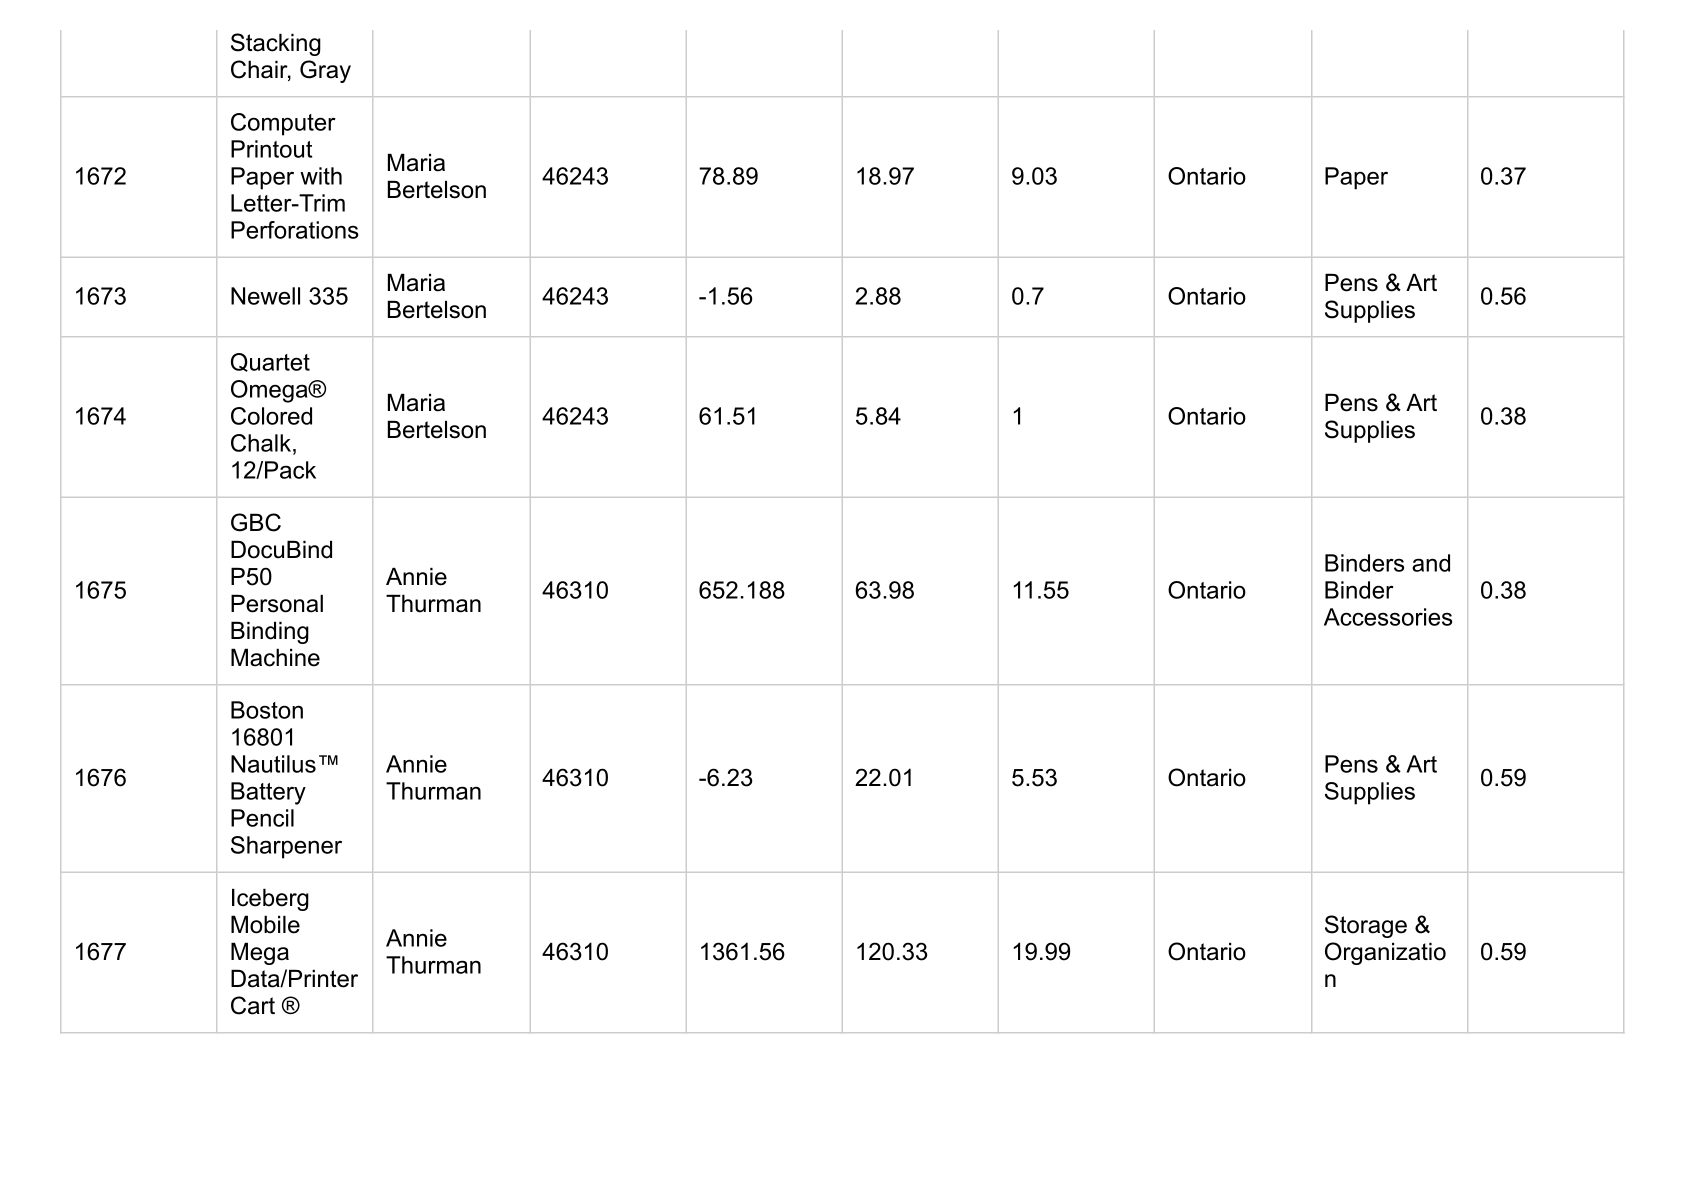 Stacking
Chair, Gray
1672
Computer
Printout
Paper with
Letter-Trim
Perforations
Maria
Bertelson
46243
78.89
18.97
9.03
Ontario
Paper
0.37
1673
Newell 335
Maria
Bertelson
46243
-1.56
2.88
0.7
Ontario
Pens & Art
Supplies
0.56
1674
Quartet
Omega®
Colored
Chalk,
12/Pack
Maria
Bertelson
46243
61.51
5.84
1
Ontario
Pens & Art
Supplies
0.38
1675
GBC
DocuBind
P50
Personal
Binding
Machine
Annie
Thurman
46310
652.188
63.98
11.55
Ontario
Binders and
Binder
Accessories
0.38
1676
Boston
16801
Nautilus™
Battery
Pencil
Sharpener
Annie
Thurman
46310
-6.23
22.01
5.53
Ontario
Pens & Art
Supplies
0.59
1677
Iceberg
Mobile
Mega
Data/Printer
Cart ®
Annie
Thurman
46310
1361.56
120.33
19.99
Ontario
Storage &
Organizatio
n
0.59